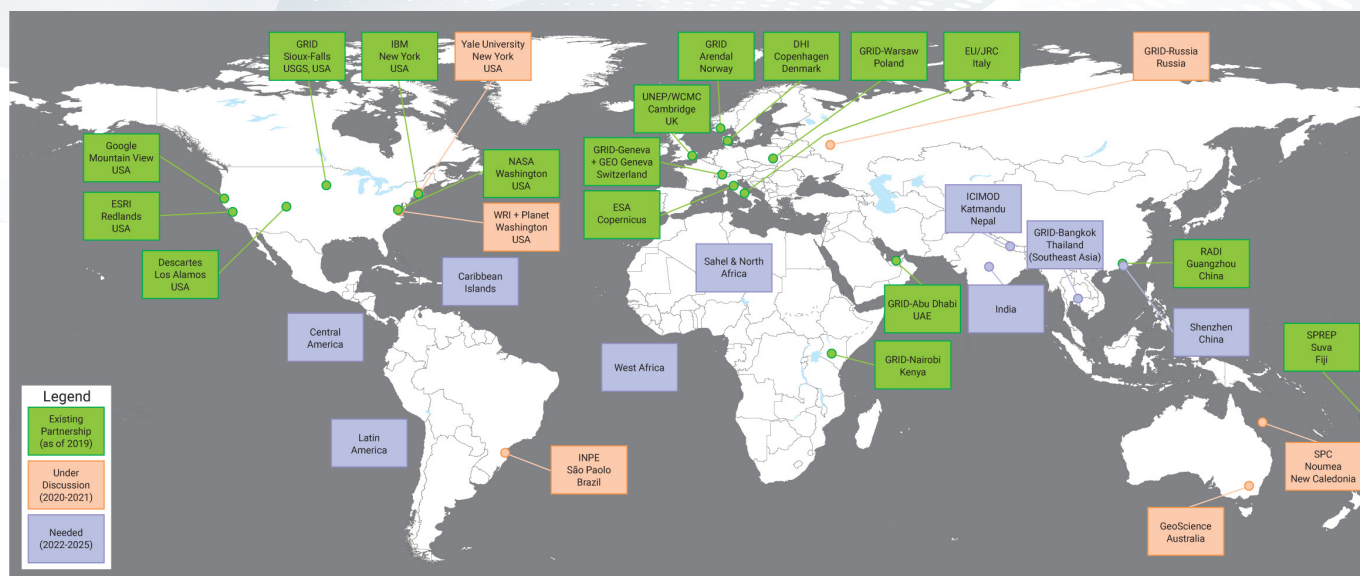 GRID
Sioux-Falls
USGS, USA
IBM
New York
USA
Yale University
New York
USA
GRID
Arendal
Norway
DHI
Copenhagen
Denmark
GRID-Warsaw
Poland
EU/JRC
Italy
GRID-Russia
Russia
UNEP/WCMC
Cambridge
UK
Google
Mountain View
USA
NASA
Washington
USA
GRID-Geneva
+ GEO Geneva
Switzerland
ESRI
Redlands
USA
WRI + Planet
Washington
USA
ESA
Copernicus
ICIMOD
Katmandu
Nepal
GRID-Bangkok
Thailand
(Southeast Asia)
Descartes
Los Alamos
USA
Caribbean
Islands
Sahel & North
Africa
RADI
Guangzhou
China
GRID-Abu Dhabi
UAE
India
Central
America
Shenzhen
China
SPREP
Suva
Fiji
West Africa
GRID-Nairobi
Kenya
Legend
Existing
Partnership
(as of 2019)
Under
Discussion
(2020-2021)
Needed
(2022-2025)
Latin
America
INPE
São Paolo
Brazil
SPC
Noumea
New Caledonia
GeoScience
Australia